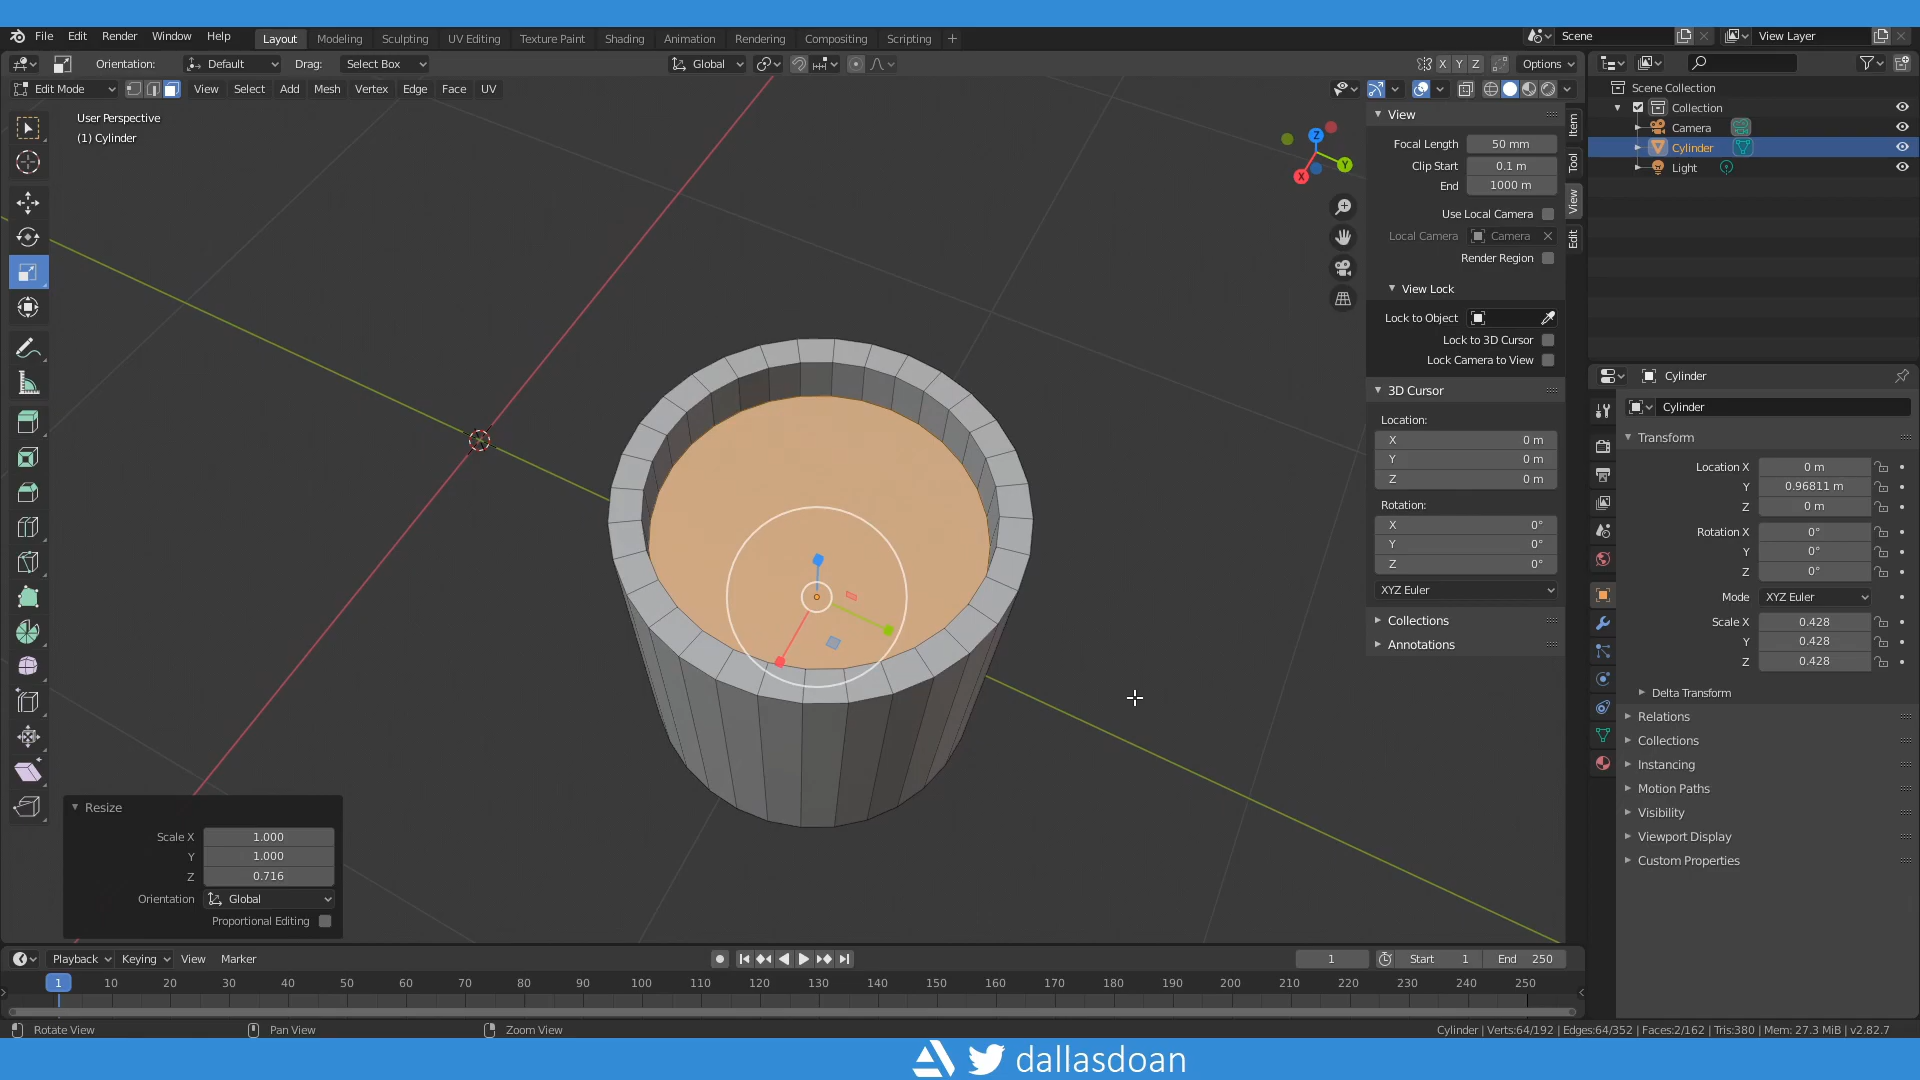 File Edit Render Window Help Layout Modeling Sculpting UV Editing Texture Paint Shading Animation Rendering Compositing Scripting + Scene View Layer
Orientation: Default Drag: Select Box Global X Y Z Options
Edit Mode View Select Add Mesh Vertex Edge Face UV
User Perspective
(1) Cylinder
Z
Y
X
View
Focal Length 50 mm
Clip Start 0.1 m
End 1000 m
Use Local Camera
Local Camera Camera
Render Region
View Lock
Lock to Object
Lock to 3D Cursor
Lock Camera to View
3D Cursor
Location:
X 0 m
Y 0 m
Z 0 m
Rotation:
X 0°
Y 0°
Z 0°
XYZ Euler
Collections
Annotations
Item
Tool
View
Edit
Scene Collection
Collection
Camera
Cylinder
Light
Cylinder
Cylinder
Transform
Location X 0 m
Y 0.96811 m
Z 0 m
Rotation X 0°
Y 0°
Z 0°
Mode XYZ Euler
Scale X 0.428
Y 0.428
Z 0.428
Delta Transform
Relations
Collections
Instancing
Motion Paths
Visibility
Viewport Display
Custom Properties
Resize
Scale X 1.000
Y 1.000
Z 0.716
Orientation Global
Proportional Editing
Playback Keying View Marker 1 Start 1 End 250
1 10 20 30 40 50 60 70 80 90 100 110 120 130 140 150 160 170 180 190 200 210 220 230 240 250
Rotate View Pan View Zoom View Cylinder | Verts:64/192 | Edges:64/352 | Faces:2/162 | Tris:380 | Mem: 27.3 MiB | v2.82.7
dallasdoan